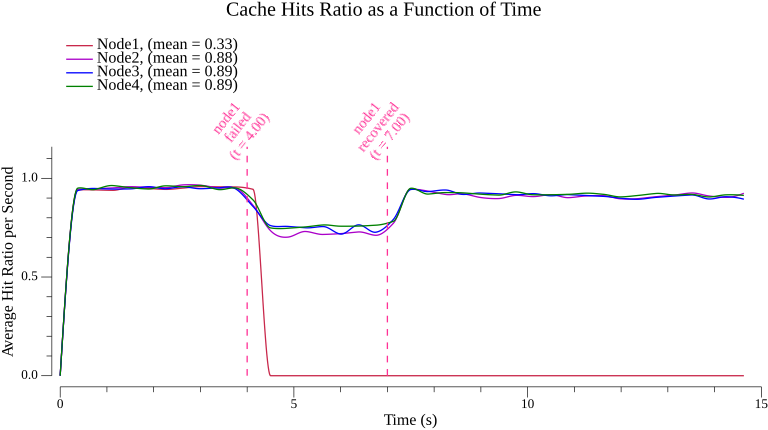 Cache Hits Ratio as a Function of Time
Node1, (mean = 0.33)
Node2, (mean = 0.88)
Node3, (mean = 0.89)
Node4, (mean = 0.89)
node1
failed
(t = 4.00)
node1
recovered
(t = 7.00)
Average Hit Ratio per Second
1.0
0.5
0.0
0
5
10
15
Time (s)